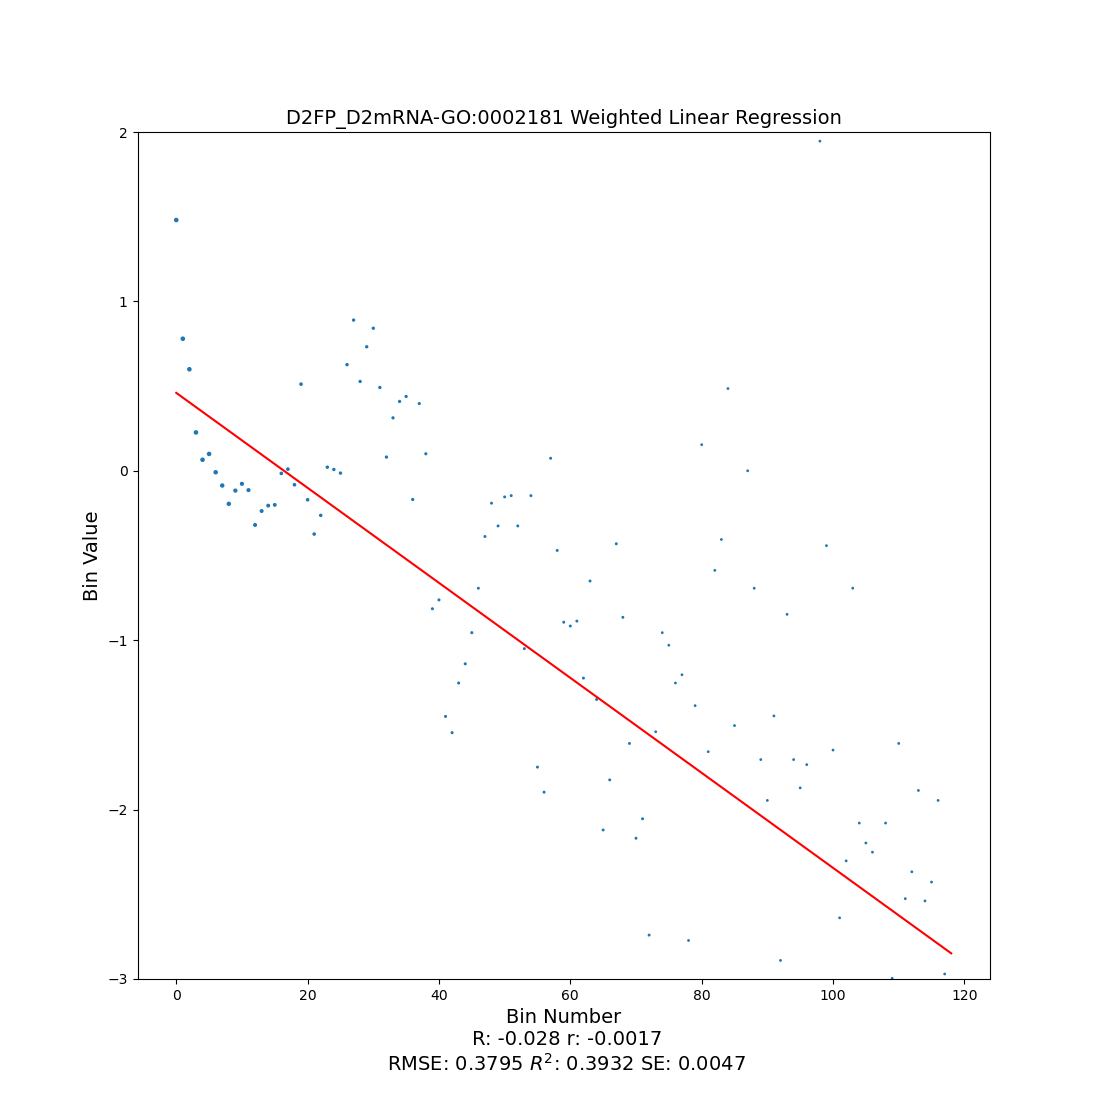 D2FP_D2mRNA-GO:0002181 Weighted Linear Regression
2
1
0
−1
−2
−3
Bin Value
0 20 40 60 80 100 120
Bin Number
R: -0.028 r: -0.0017
RMSE: 0.3795 R²: 0.3932 SE: 0.0047